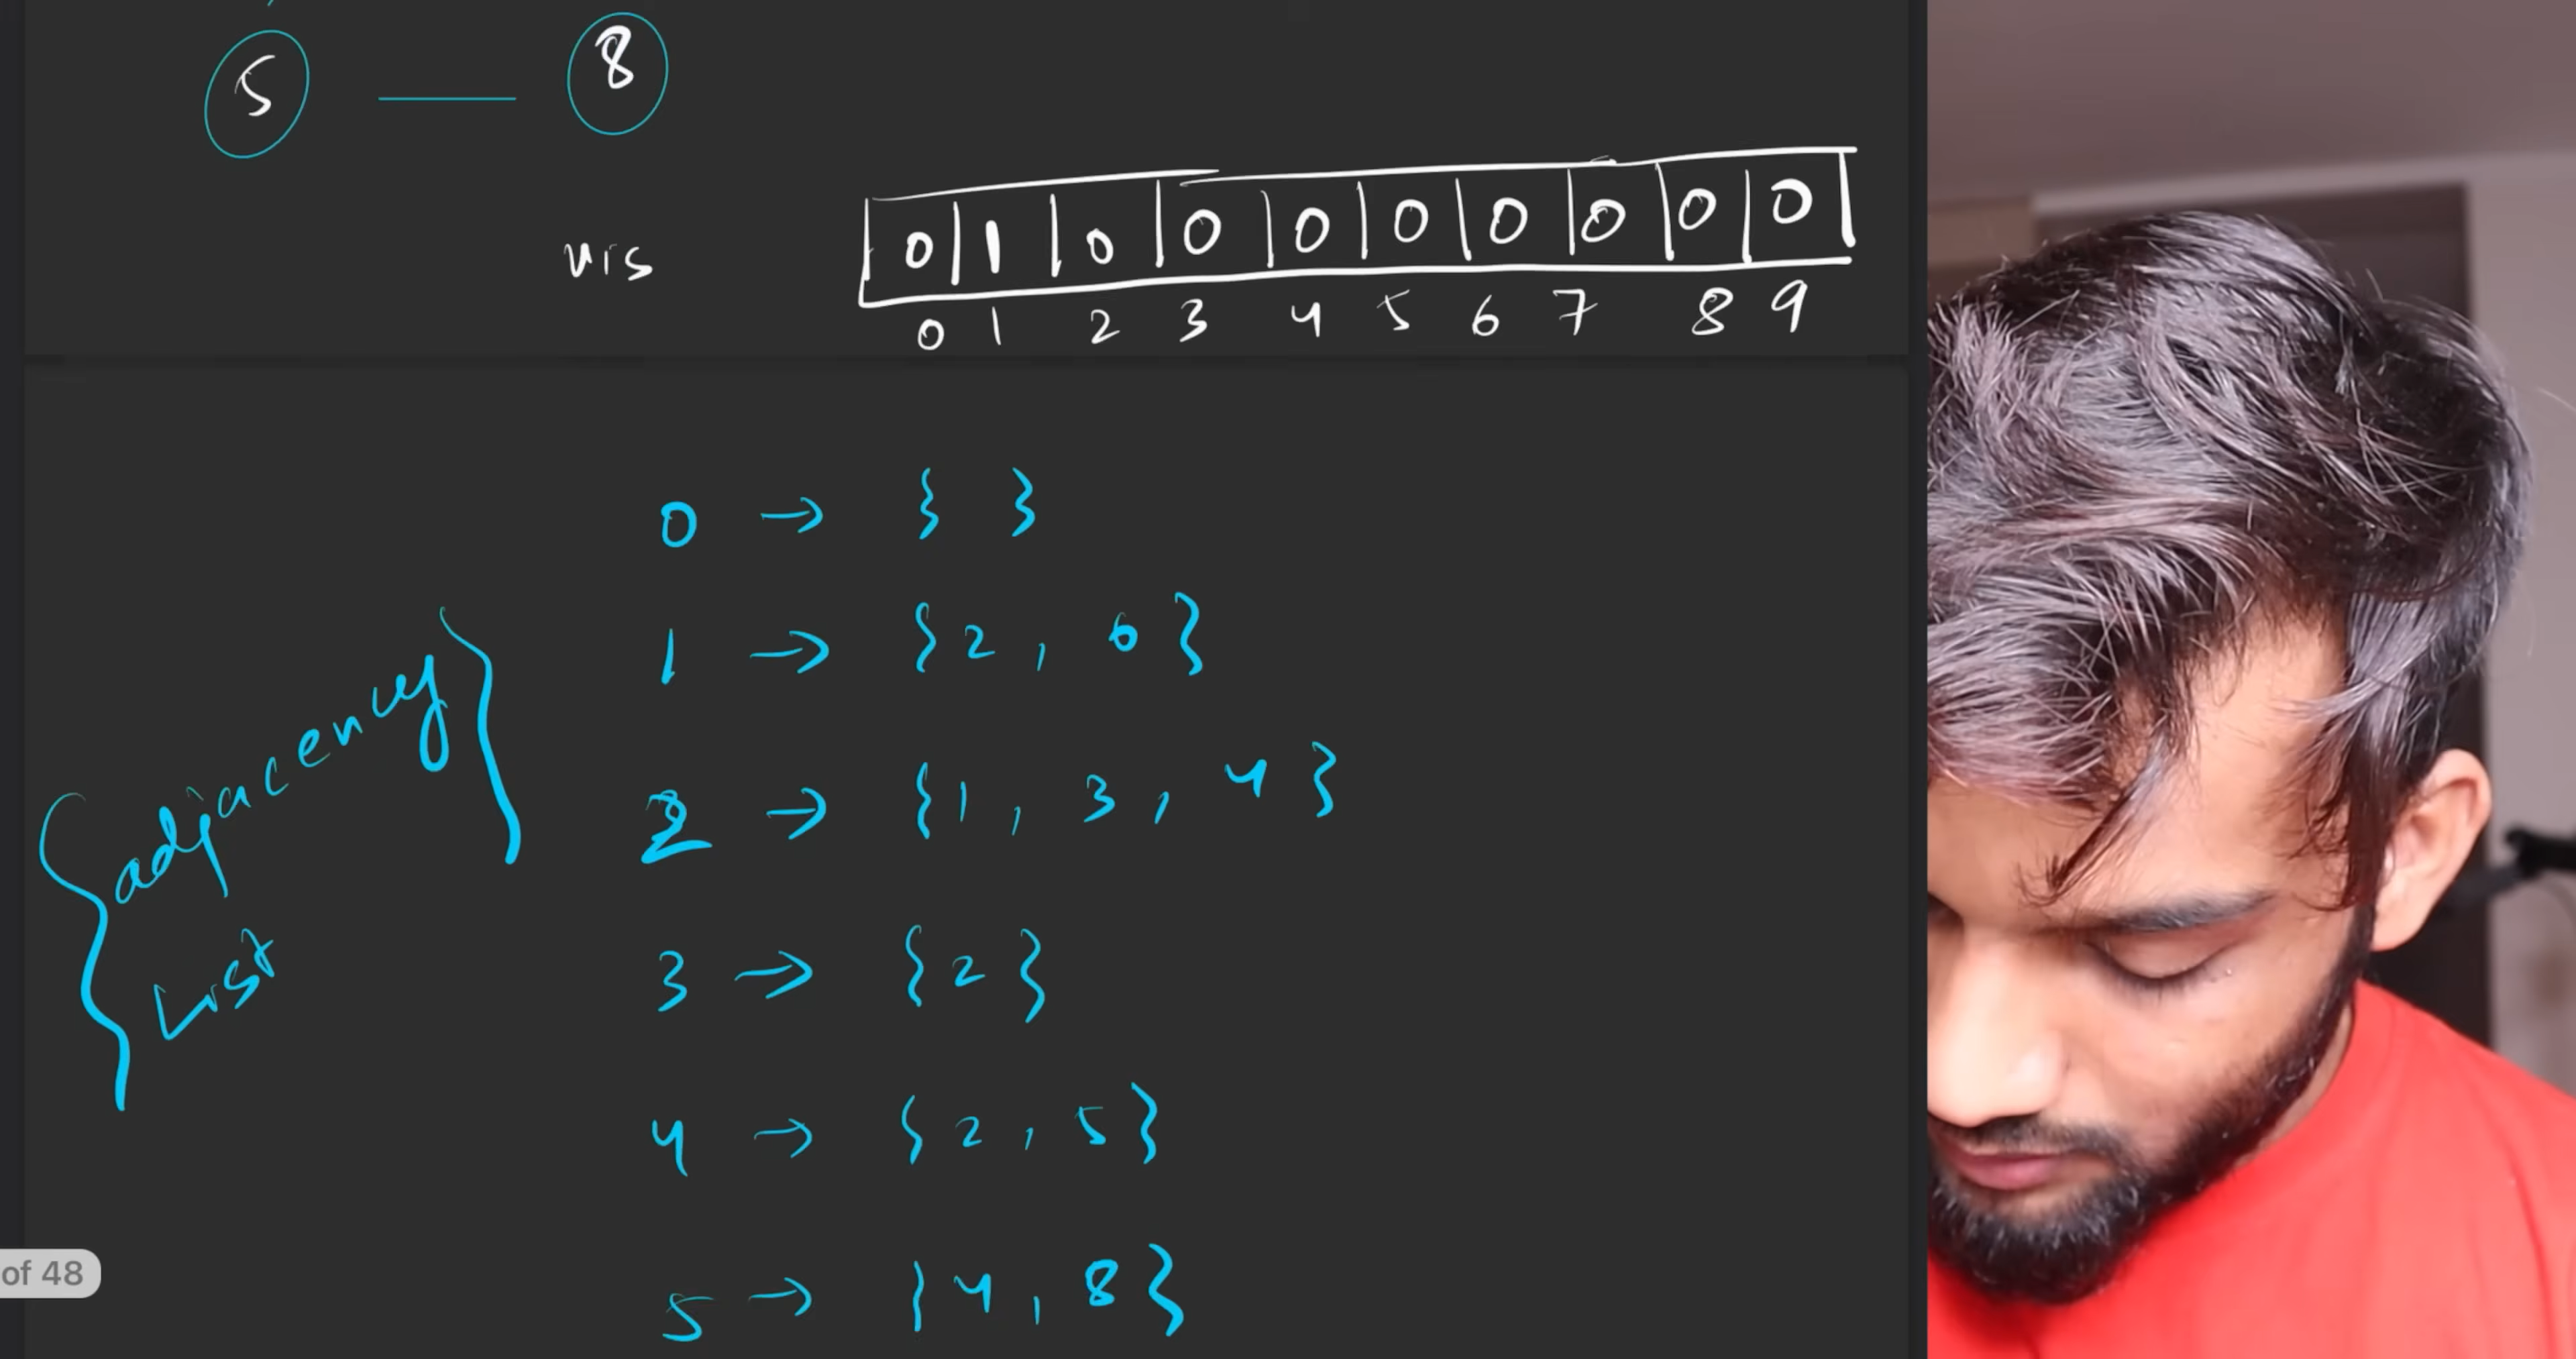 5 8
vis
0 1 0 0 0 0 0 0 0 0
0 1 2 3 4 5 6 7 8 9
0 → { }
1 → {2, 6}
2 → {1, 3, 4}
3 → {2}
4 → {2, 5}
5 → {4, 8}
{adjacency
List}
of 48